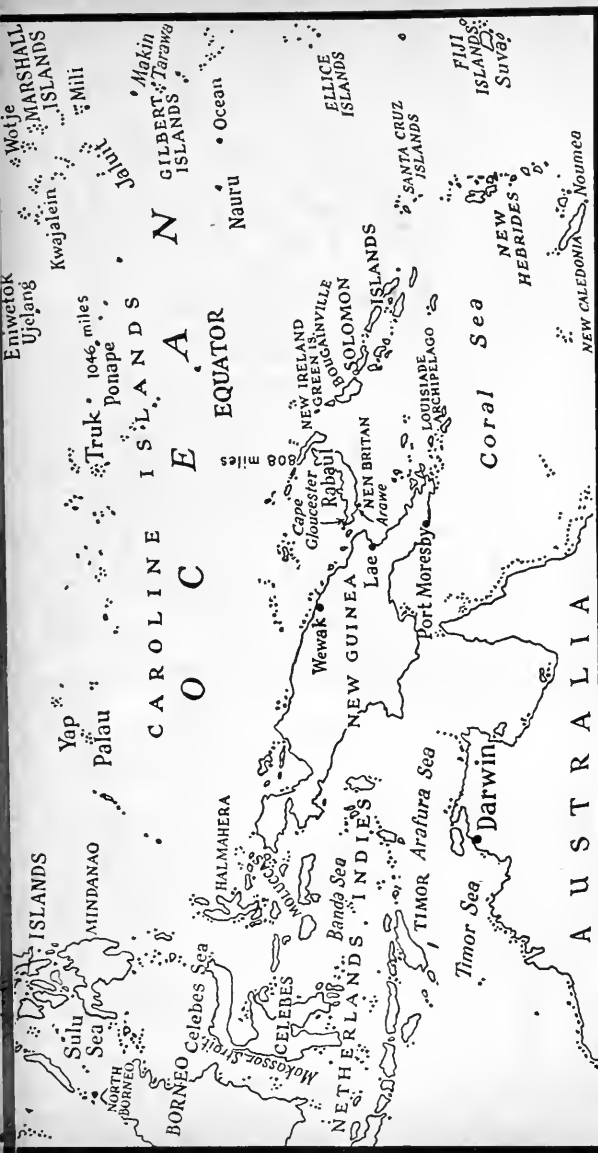 ISLANDS
Sulu
Sea
MINDANAO
NORTH
BORNEO
BORNEO
Celebes Sea
Makassar Strait
CELEBES
HALMAHERA
MOLUCCAS
Banda Sea
NETHERLANDS INDIES
TIMOR
Arafura Sea
Timor Sea
Darwin
AUSTRALIA
Yap
Palau
CAROLINE ISLANDS
OCEAN
EQUATOR
Truk
1046 miles
Ponape
Eniwetok
Ujelang
Kwajalein
Wotje
MARSHALL
ISLANDS
Mili
Jaluit
Makin
Tarawa
GILBERT
ISLANDS
Nauru
Ocean
808 miles
Wewak
NEW GUINEA
Lae
Port Moresby
Cape
Gloucester
Rabaul
NEN BRITAN
Arawe
NEW IRELAND
GREEN IS.
BOUGAINVILLE
SOLOMON
ISLANDS
LOUISIADE
ARCHIPELAGO
Coral Sea
ELLICE
ISLANDS
SANTA CRUZ
ISLANDS
NEW
HEBRIDES
FIJI
ISLANDS
Suva
NEW CALEDONIA
Noumea